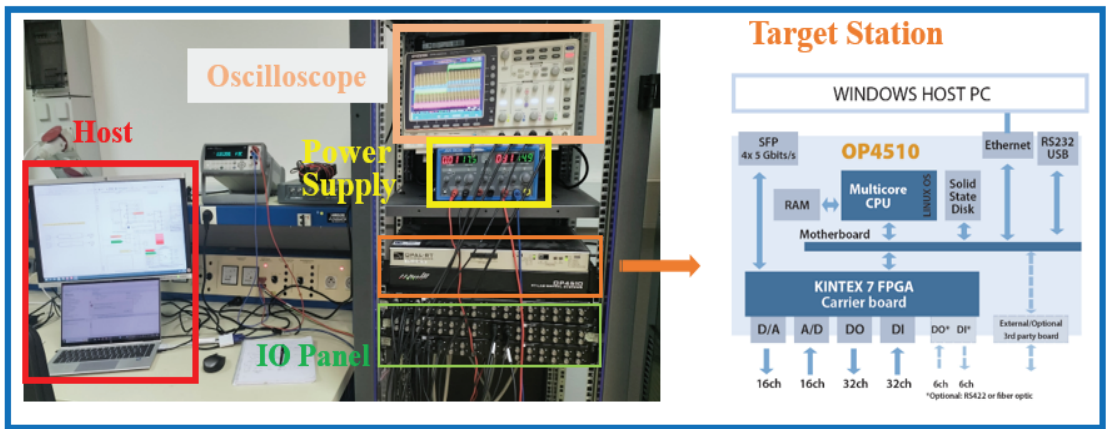 Target Station
Oscilloscope
Host
Power
Supply
IO Panel
OPAL-RT
OP4510
WINDOWS HOST PC
SFP
4x 5 Gbits/s
OP4510
Ethernet
RS232
USB
RAM
Multicore
CPU
LINUX OS
Solid
State
Disk
Motherboard
KINTEX 7 FPGA
Carrier board
External/Optional
3rd party board
D/A A/D DO DI DO* DI*
16ch 16ch 32ch 32ch 6ch 6ch
*Optional: RS422 or fiber optic